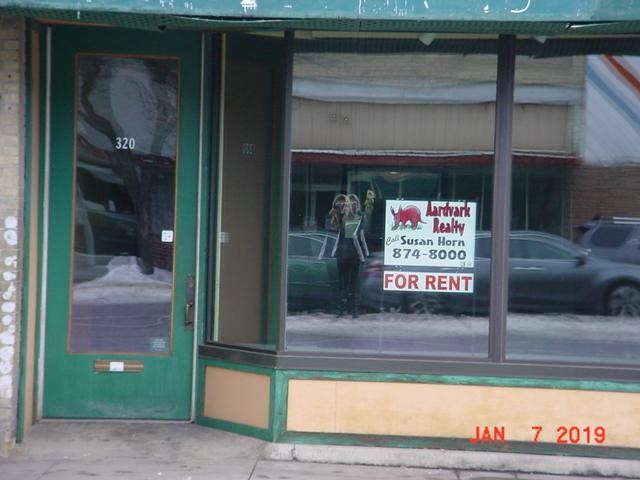 320
Aardvark
Realty
Call Susan Horn
874-8000
FOR RENT
JAN 7 2019